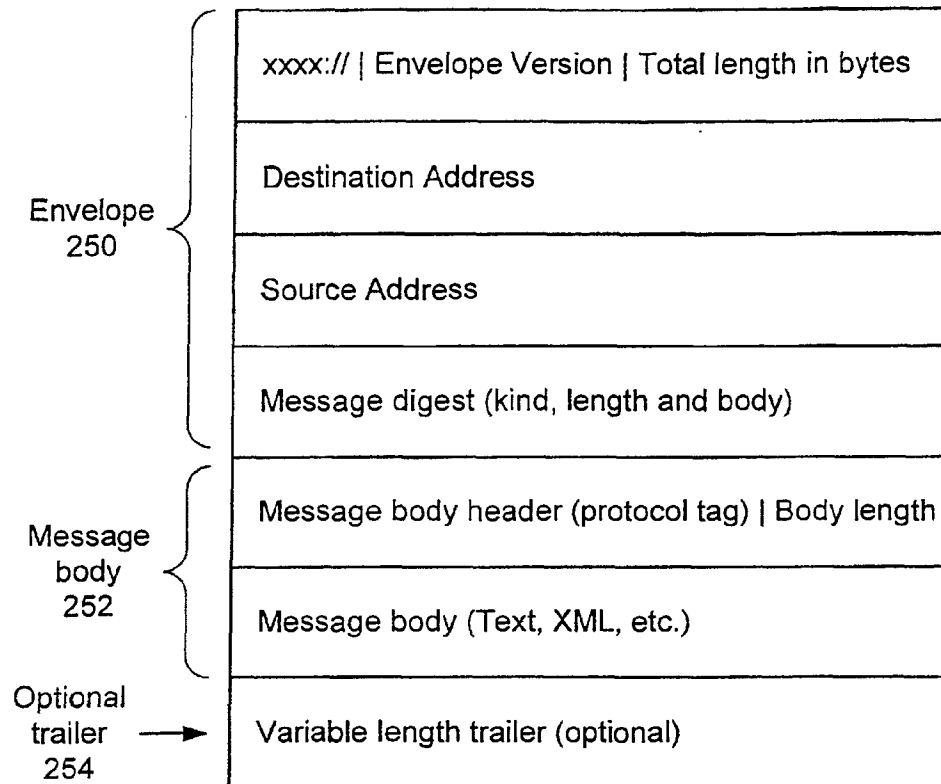 xxxx:// | Envelope Version | Total length in bytes
Destination Address
Envelope
250
Source Address
Message digest (kind, length and body)
Message body header (protocol tag) | Body length
Message
body
252
Message body (Text, XML, etc.)
Optional
trailer
254
Variable length trailer (optional)